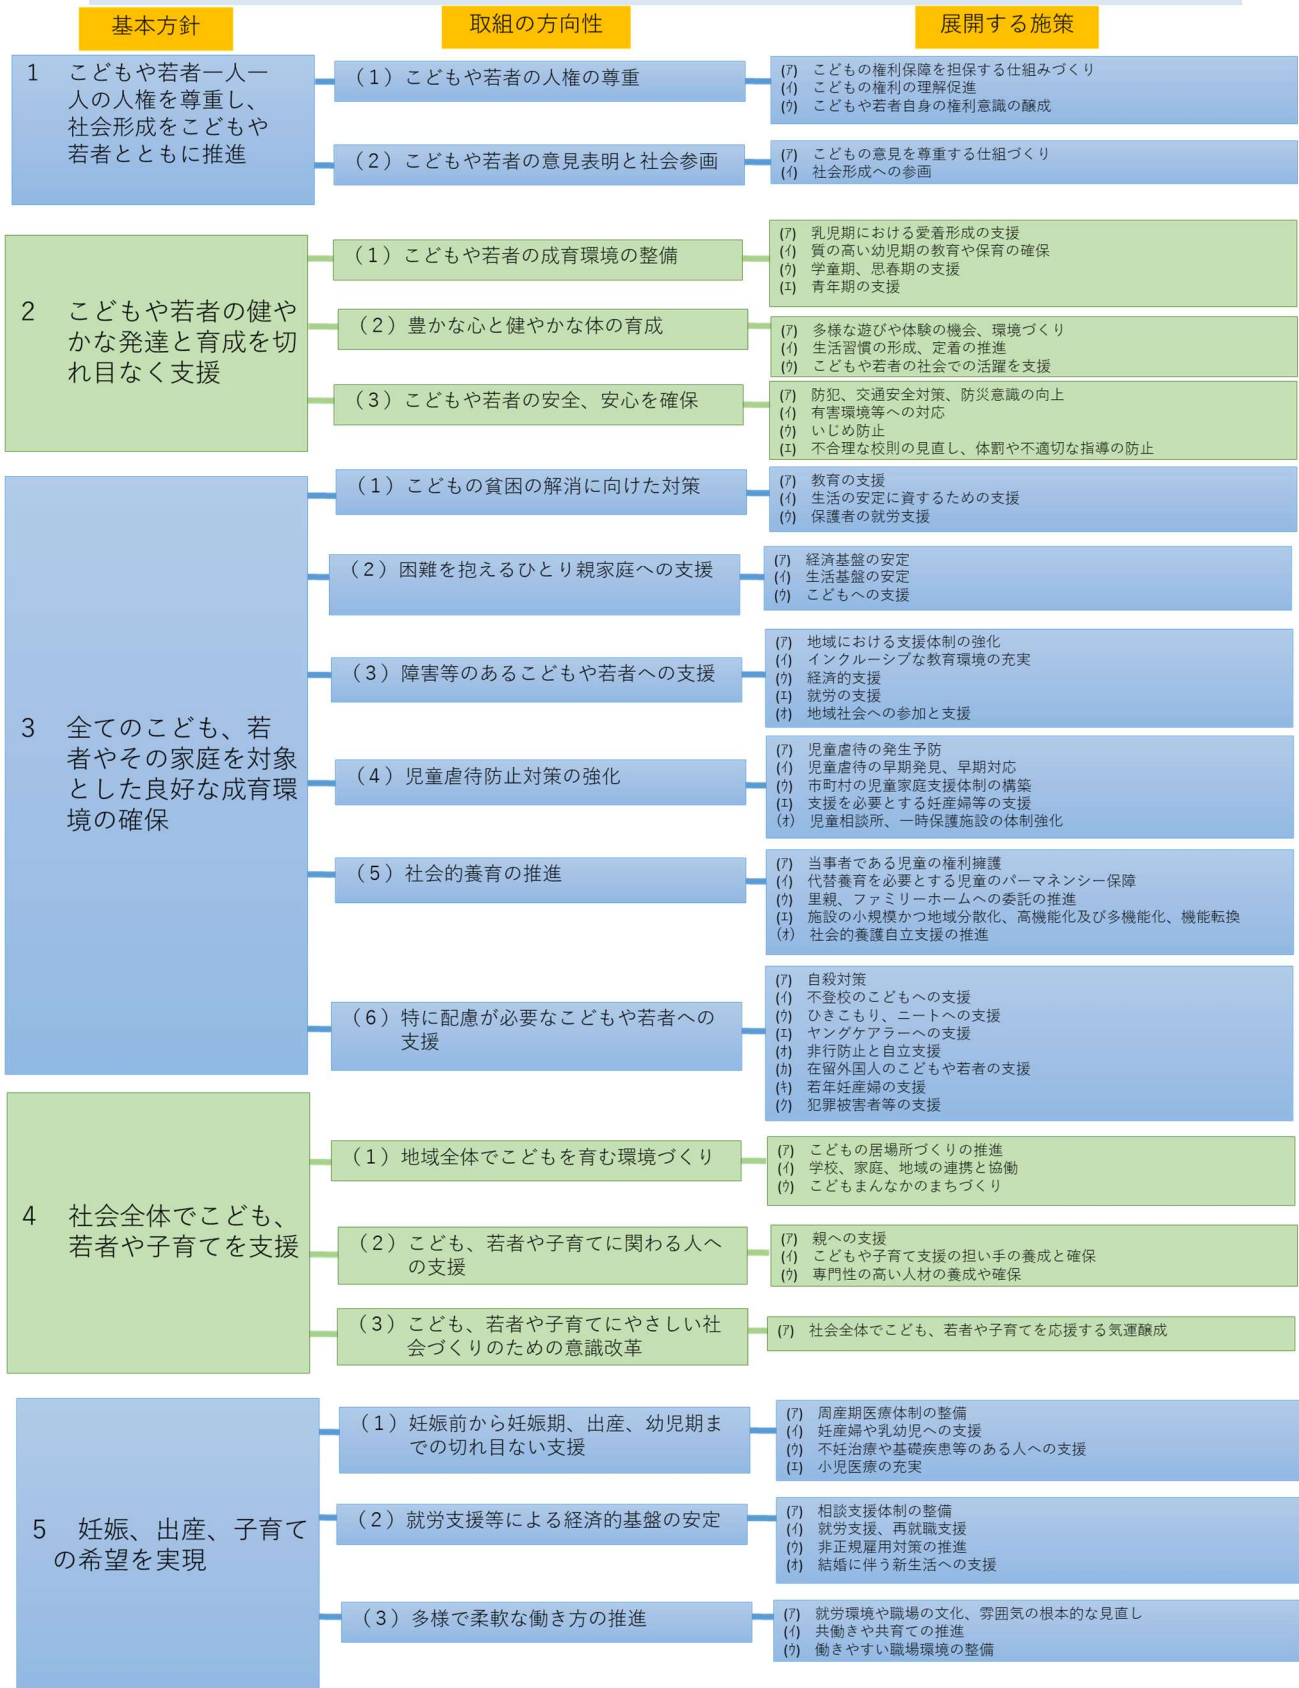 基本方針
取組の方向性
展開する施策
1 こどもや若者一人一
人の人権を尊重し、
社会形成をこどもや
若者とともに推進
（1）こどもや若者の人権の尊重
(ｱ) こどもの権利保障を担保する仕組みづくり
(ｲ) こどもの権利の理解促進
(ｳ) こどもや若者自身の権利意識の醸成
（2）こどもや若者の意見表明と社会参画
(ｱ) こどもの意見を尊重する仕組づくり
(ｲ) 社会形成への参画
2 こどもや若者の健や
かな発達と育成を切
れ目なく支援
（1）こどもや若者の成育環境の整備
(ｱ) 乳児期における愛着形成の支援
(ｲ) 質の高い幼児期の教育や保育の確保
(ｳ) 学童期、思春期の支援
(ｴ) 青年期の支援
（2）豊かな心と健やかな体の育成
(ｱ) 多様な遊びや体験の機会、環境づくり
(ｲ) 生活習慣の形成、定着の推進
(ｳ) こどもや若者の社会での活躍を支援
（3）こどもや若者の安全、安心を確保
(ｱ) 防犯、交通安全対策、防災意識の向上
(ｲ) 有害環境等への対応
(ｳ) いじめ防止
(ｴ) 不合理な校則の見直し、体罰や不適切な指導の防止
3 全てのこども、若
者やその家庭を対象
とした良好な成育環
境の確保
（1）こどもの貧困の解消に向けた対策
(ｱ) 教育の支援
(ｲ) 生活の安定に資するための支援
(ｳ) 保護者の就労支援
（2）困難を抱えるひとり親家庭への支援
(ｱ) 経済基盤の安定
(ｲ) 生活基盤の安定
(ｳ) こどもへの支援
（3）障害等のあるこどもや若者への支援
(ｱ) 地域における支援体制の強化
(ｲ) インクルーシブな教育環境の充実
(ｳ) 経済的支援
(ｴ) 就労の支援
(ｵ) 地域社会への参加と支援
（4）児童虐待防止対策の強化
(ｱ) 児童虐待の発生予防
(ｲ) 児童虐待の早期発見、早期対応
(ｳ) 市町村の児童家庭支援体制の構築
(ｴ) 支援を必要とする妊産婦等の支援
(ｵ) 児童相談所、一時保護施設の体制強化
（5）社会的養育の推進
(ｱ) 当事者である児童の権利擁護
(ｲ) 代替養育を必要とする児童のパーマネンシー保障
(ｳ) 里親、ファミリーホームへの委託の推進
(ｴ) 施設の小規模かつ地域分散化、高機能化及び多機能化、機能転換
(ｵ) 社会的養護自立支援の推進
（6）特に配慮が必要なこどもや若者への
支援
(ｱ) 自殺対策
(ｲ) 不登校のこどもへの支援
(ｳ) ひきこもり、ニートへの支援
(ｴ) ヤングケアラーへの支援
(ｵ) 非行防止と自立支援
(ｶ) 在留外国人のこどもや若者の支援
(ｷ) 若年妊産婦の支援
(ｸ) 犯罪被害者等の支援
4 社会全体でこども、
若者や子育てを支援
（1）地域全体でこどもを育む環境づくり
(ｱ) こどもの居場所づくりの推進
(ｲ) 学校、家庭、地域の連携と協働
(ｳ) こどもまんなかのまちづくり
（2）こども、若者や子育てに関わる人へ
の支援
(ｱ) 親への支援
(ｲ) こどもや子育て支援の担い手の養成と確保
(ｳ) 専門性の高い人材の養成や確保
（3）こども、若者や子育てにやさしい社
会づくりのための意識改革
(ｱ) 社会全体でこども、若者や子育てを応援する気運醸成
5 妊娠、出産、子育て
の希望を実現
（1）妊娠前から妊娠期、出産、幼児期ま
での切れ目ない支援
(ｱ) 周産期医療体制の整備
(ｲ) 妊産婦や乳幼児への支援
(ｳ) 不妊治療や基礎疾患等のある人への支援
(ｴ) 小児医療の充実
（2）就労支援等による経済的基盤の安定
(ｱ) 相談支援体制の整備
(ｲ) 就労支援、再就職支援
(ｳ) 非正規雇用対策の推進
(ｵ) 結婚に伴う新生活への支援
（3）多様で柔軟な働き方の推進
(ｱ) 就労環境や職場の文化、雰囲気の根本的な見直し
(ｲ) 共働きや共育ての推進
(ｳ) 働きやすい職場環境の整備